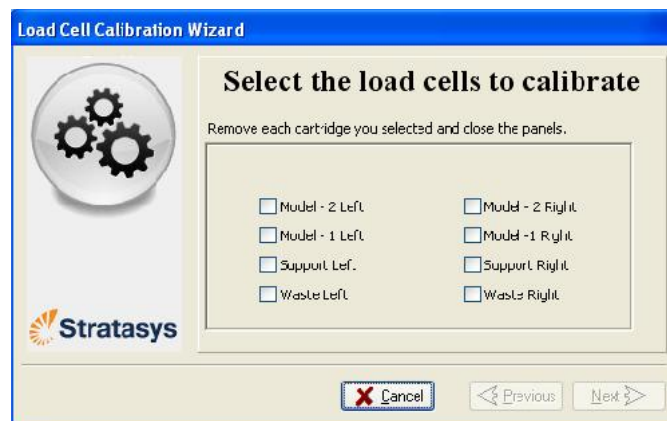 Load Cell Calibration Wizard
Select the load cells to calibrate
Remove each cartridge you selected and close the panels.
Model - 2 Left
Model - 2 Right
Model - 1 Left
Model -1 Right
Support Left
Support Right
Waste Left
Waste Right
Stratasys
Cancel
Previous
Next